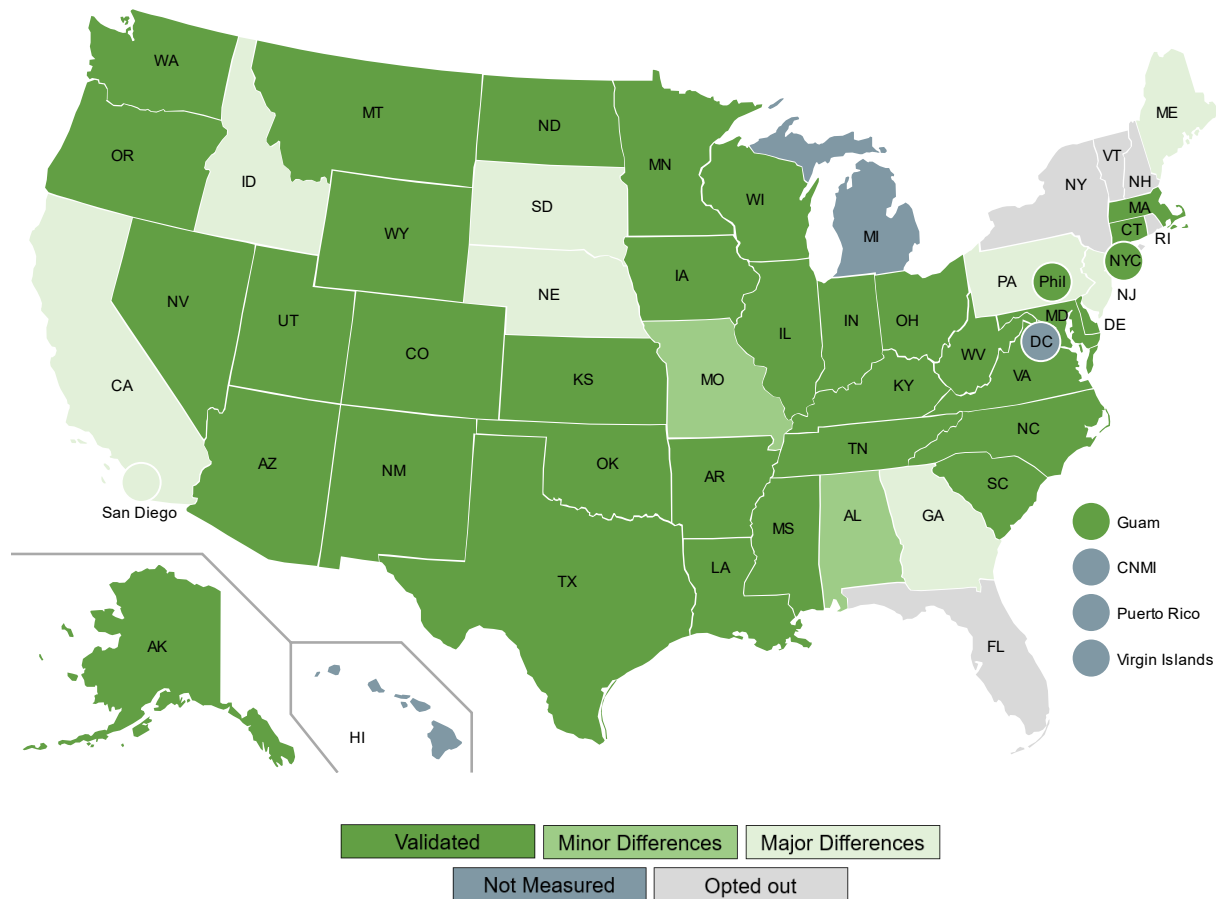 WA
MT
ND
MN
OR
ID
SD
WI
MI
NY
VT
NH
ME
MA
CT
RI
NYC
WY
NE
IA
PA
Phil
NJ
NV
UT
CO
KS
MO
IL
IN
OH
WV
MD
DC
DE
VA
KY
CA
San Diego
AZ
NM
OK
AR
TN
NC
SC
MS
AL
GA
LA
TX
FL
AK
HI
Guam
CNMI
Puerto Rico
Virgin Islands
Validated
Minor Differences
Major Differences
Not Measured
Opted out